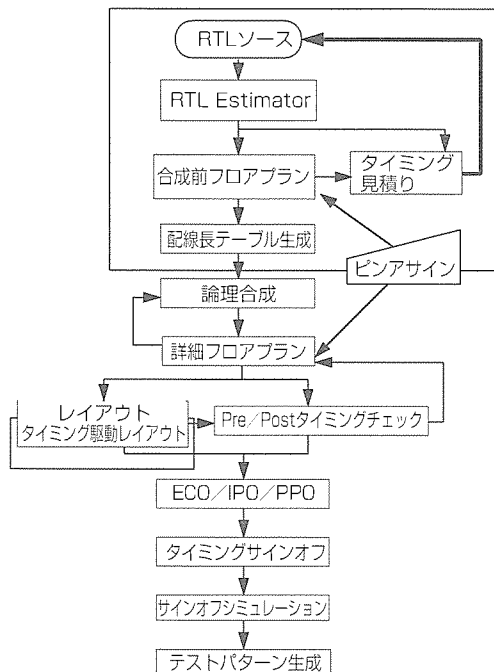 RTLソース
RTL Estimator
合成前フロアプラン
タイミング
見積り
配線長テーブル生成
ピンアサイン
論理合成
詳細フロアプラン
レイアウト
タイミング駆動レイアウト
Pre/Postタイミングチェック
ECO/IPO/PPO
タイミングサインオフ
サインオフシミュレーション
テストパターン生成